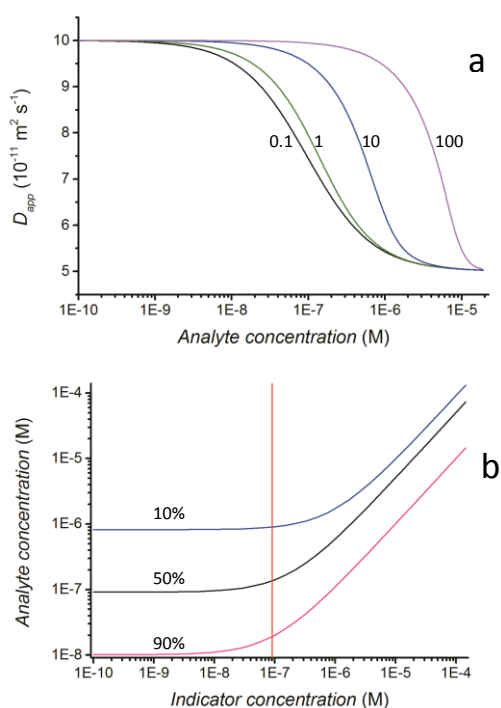 a
10
9
8
7
6
5
D_app (10⁻¹¹ m² s⁻¹)
0.1 1 10 100
1E-10 1E-9 1E-8 1E-7 1E-6 1E-5
Analyte concentration (M)
b
1E-4
1E-5
1E-6
1E-7
1E-8
Analyte concentration (M)
10%
50%
90%
1E-10 1E-9 1E-8 1E-7 1E-6 1E-5 1E-4
Indicator concentration (M)